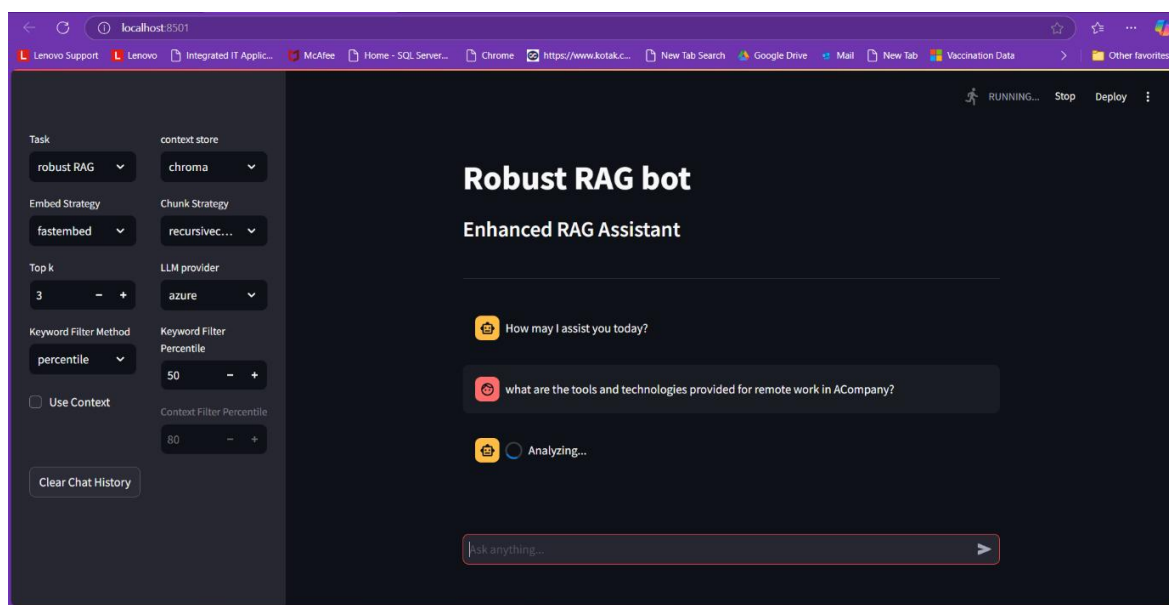 localhost:8501
Lenovo Support Lenovo Integrated IT Applic... McAfee Home - SQL Server... Chrome https://www.kotak.c... New Tab Search Google Drive Mail New Tab Vaccination Data Other favorites
RUNNING... Stop Deploy
Task context store
robust RAG chroma
Embed Strategy Chunk Strategy
fastembed recursivec...
Top k LLM provider
3 - + azure
Keyword Filter Method Keyword Filter
Percentile
percentile
50 - +
Use Context
Context Filter Percentile
80 - +
Clear Chat History
Robust RAG bot
Enhanced RAG Assistant
How may I assist you today?
what are the tools and technologies provided for remote work in ACompany?
Analyzing...
Ask anything...